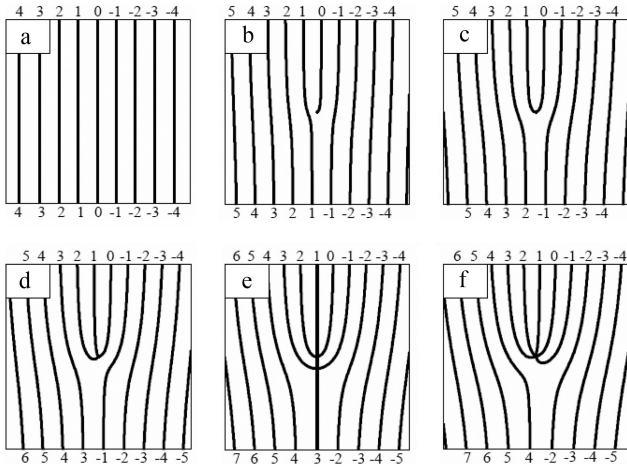 4 3 2 1 0 -1 -2 -3 -4
a
4 3 2 1 0 -1 -2 -3 -4
5 4 3 2 1 0 -1 -2 -3 -4
b
5 4 3 2 1 -1 -2 -3 -4
5 4 3 2 1 0 -1 -2 -3 -4
c
5 4 3 2 -1 -2 -3 -4
5 4 3 2 1 0 -1 -2 -3 -4
d
6 5 4 3 -1 -2 -3 -4 -5
6 5 4 3 2 1 0 -1 -2 -3 -4
e
7 6 5 4 3 -2 -3 -4 -5
6 5 4 3 2 1 0 -1 -2 -3 -4
f
7 6 5 4 -2 -3 -4 -5